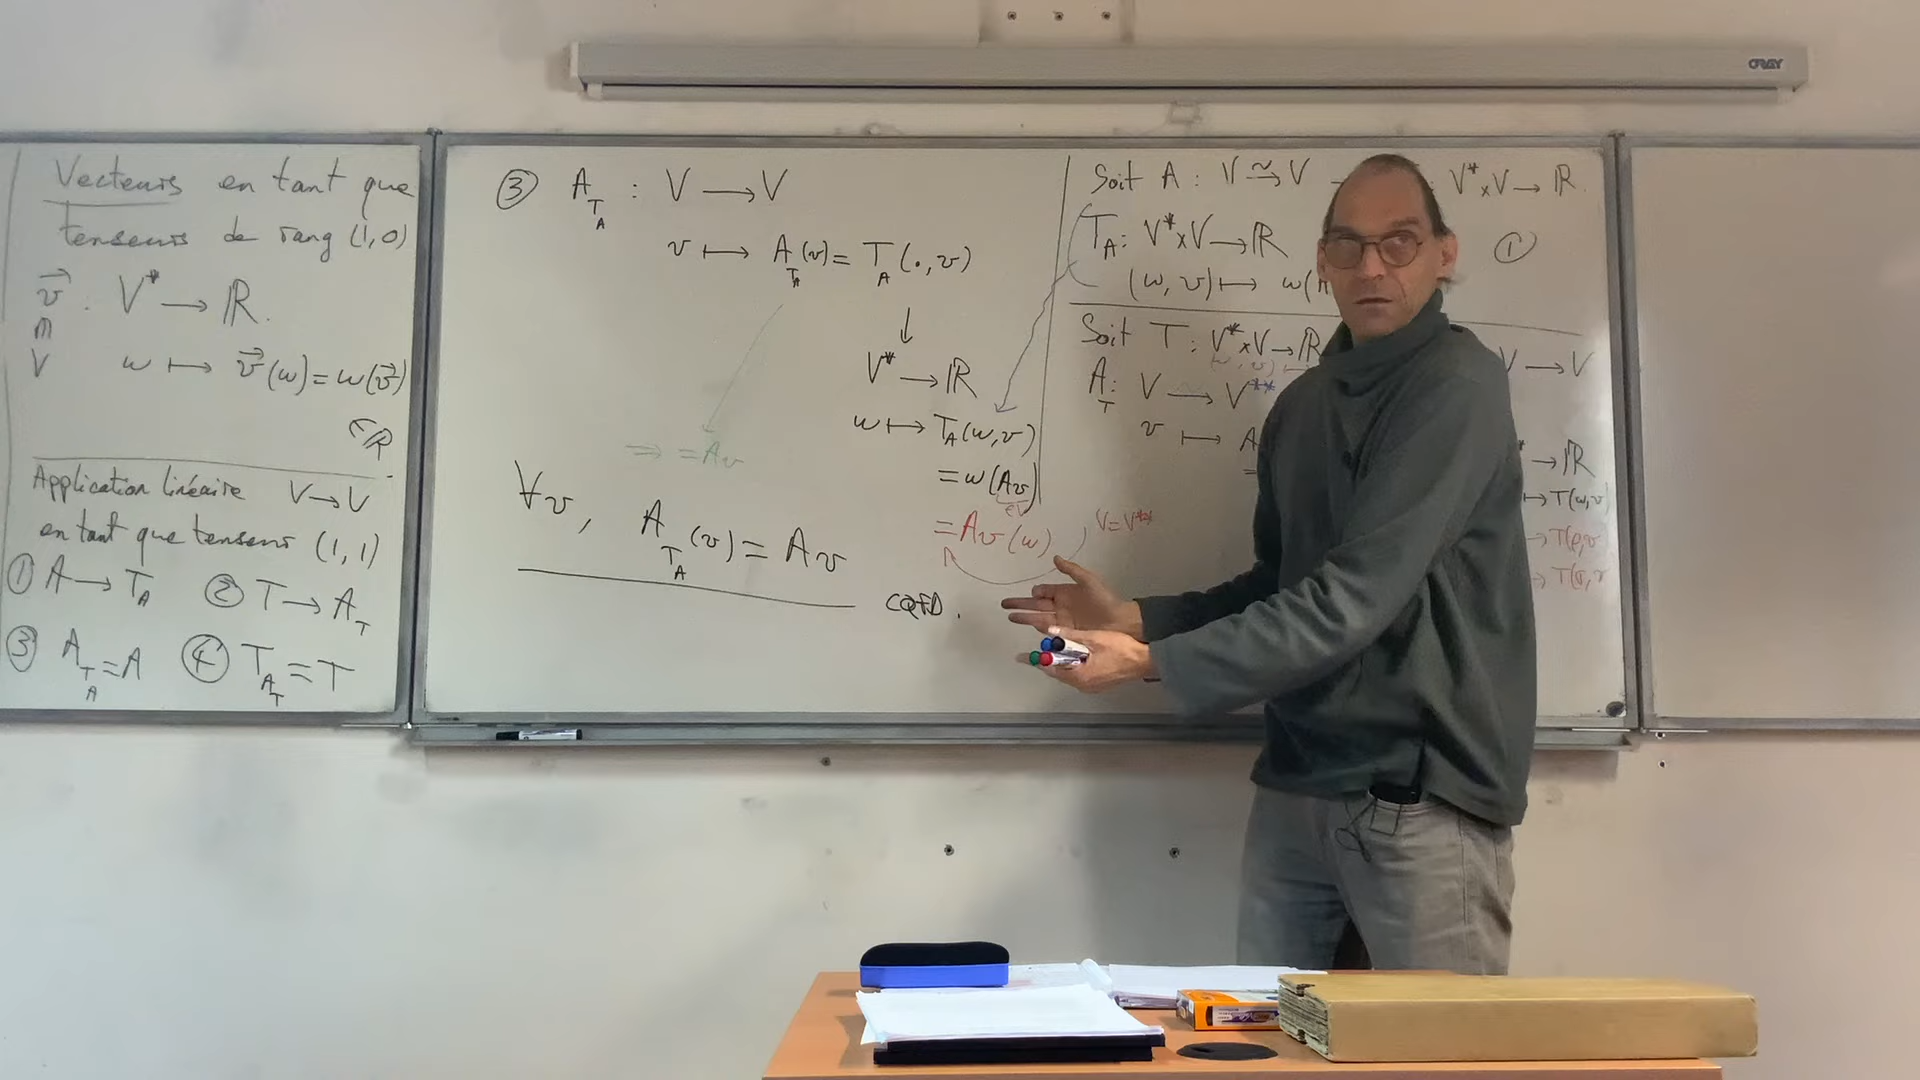 ORAY
Vecteurs en tant que
tenseurs de rang (1,0)
v⃗ : V* → ℝ.
∩
V ω ↦ v⃗(ω) = ω(v⃗)
∈ ℝ
Application linéaire V → V
en tant que tenseurs (1,1)
① A → T_A ② T → A_T
③ A_{T_A} = A ④ T_{A_T} = T
③ A_{T_A} : V → V
v ↦ A_{T_A}(v) = T_A(., v)
↓
V* → ℝ
ω ↦ T_A(ω, v)
⇒ = Av
= ω(Av)
∈V
= Av(ω) V = V**
∀v, A_{T_A}(v) = Av
CQFD.
Soit A : V ≃→ V : V* × V → ℝ.
T_A : V* × V → ℝ ①
(ω, v) ↦ ω(A
Soit T : V* × V → ℝ V → V
A_T : V → V**
v ↦ A → ℝ
↦ T(ω, v)